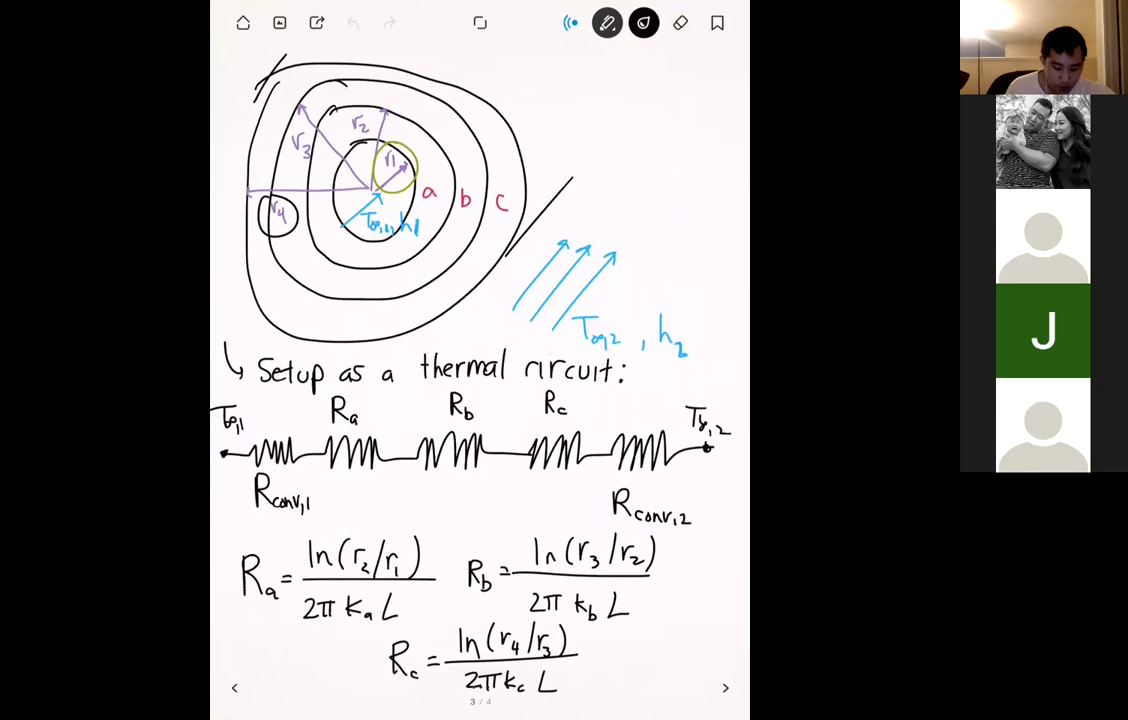 r2
r3
r1
a
b
c
r4
T∞,1, h1
T∞,2 , h2
↳ Setup as a thermal circuit:
Ra Rb Rc
T∞,1 T∞,2
Rconv,1 Rconv,2
Ra = ln(r2/r1) / 2π ka L
Rb = ln(r3/r2) / 2π kb L
Rc = ln(r4/r3) / 2πkc L
3 / 4
J